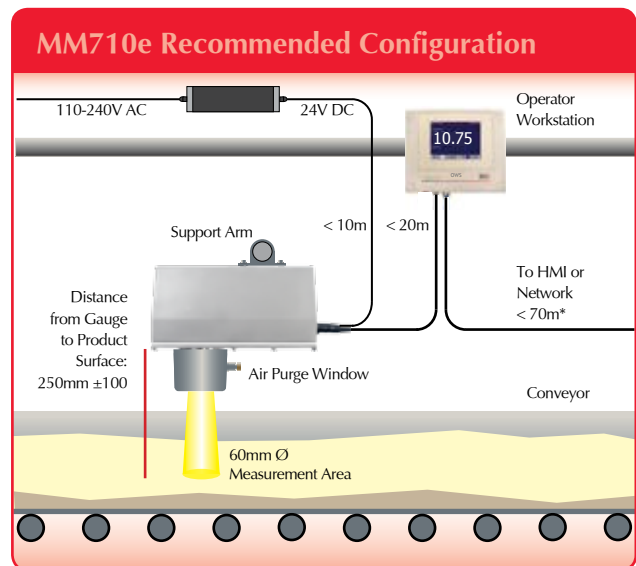 MM710e Recommended Configuration
110-240V AC
24V DC
Operator
Workstation
10.75
OWS
Support Arm
< 10m
< 20m
To HMI or
Network
< 70m*
Distance
from Gauge
to Product
Surface:
250mm ±100
Air Purge Window
Conveyor
60mm Ø
Measurement Area